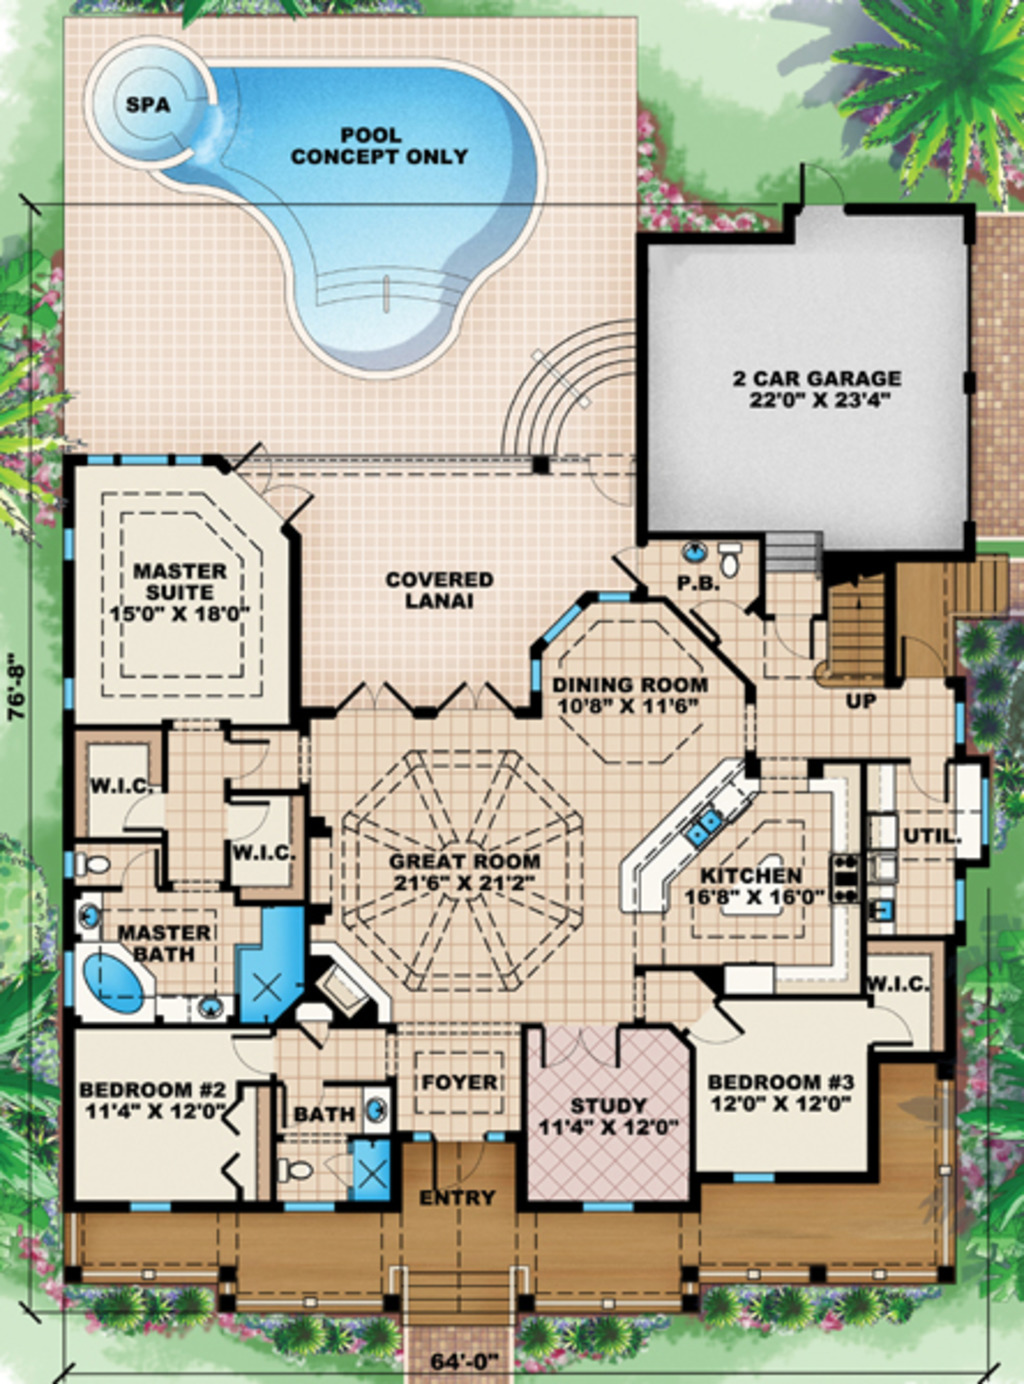 SPA
POOL
CONCEPT ONLY
2 CAR GARAGE
22'0" X 23'4"
MASTER
SUITE
15'0" X 18'0"
COVERED
LANAI
P.B.
DINING ROOM
10'8" X 11'6"
UP
76'-8"
W.I.C.
W.I.C.
GREAT ROOM
21'6" X 21'2"
KITCHEN
16'8" X 16'0"
UTIL.
MASTER
BATH
W.I.C.
BEDROOM #2
11'4" X 12'0"
BATH
FOYER
STUDY
11'4" X 12'0"
BEDROOM #3
12'0" X 12'0"
ENTRY
64'-0"